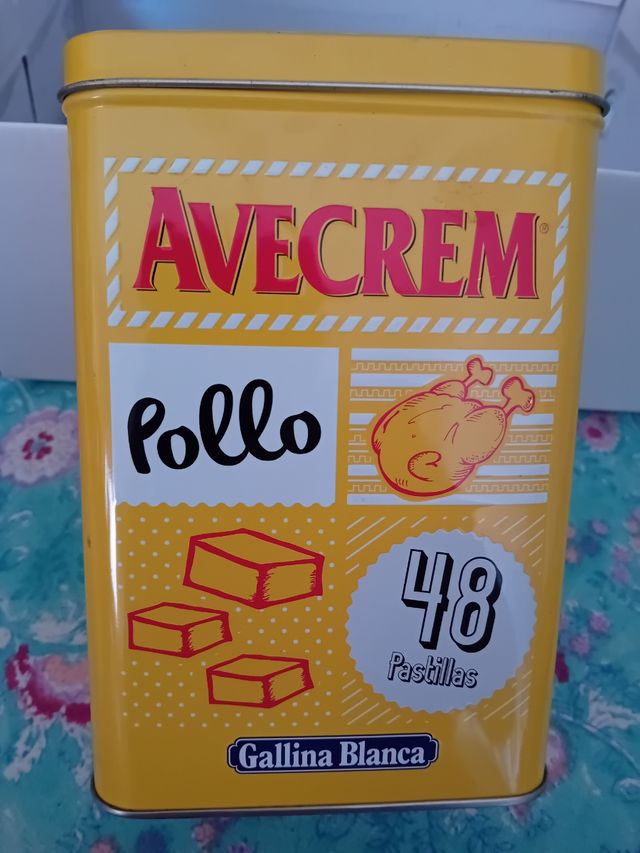 AVECREM®
Pollo
48
Pastillas
Gallina Blanca